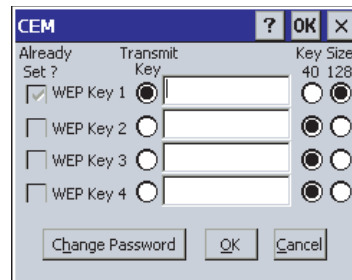 CEM ? OK ×
Already Transmit Key Size
Set ? Key 40 128
WEP Key 1
WEP Key 2
WEP Key 3
WEP Key 4
Change Password OK Cancel